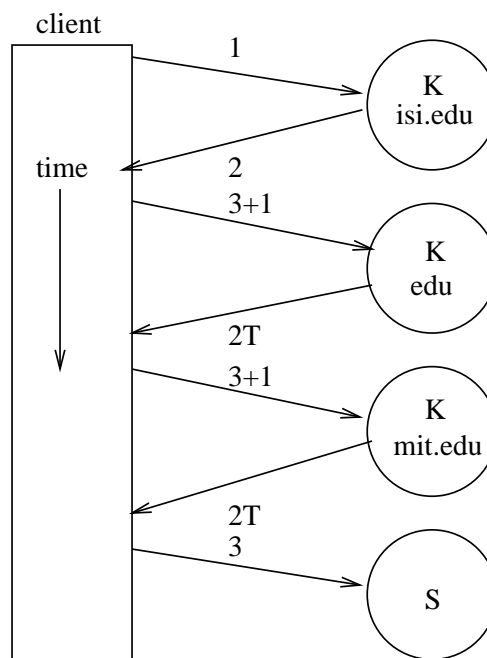 client
1
K
isi.edu
time
2
3+1
K
edu
2T
3+1
K
mit.edu
2T
3
S